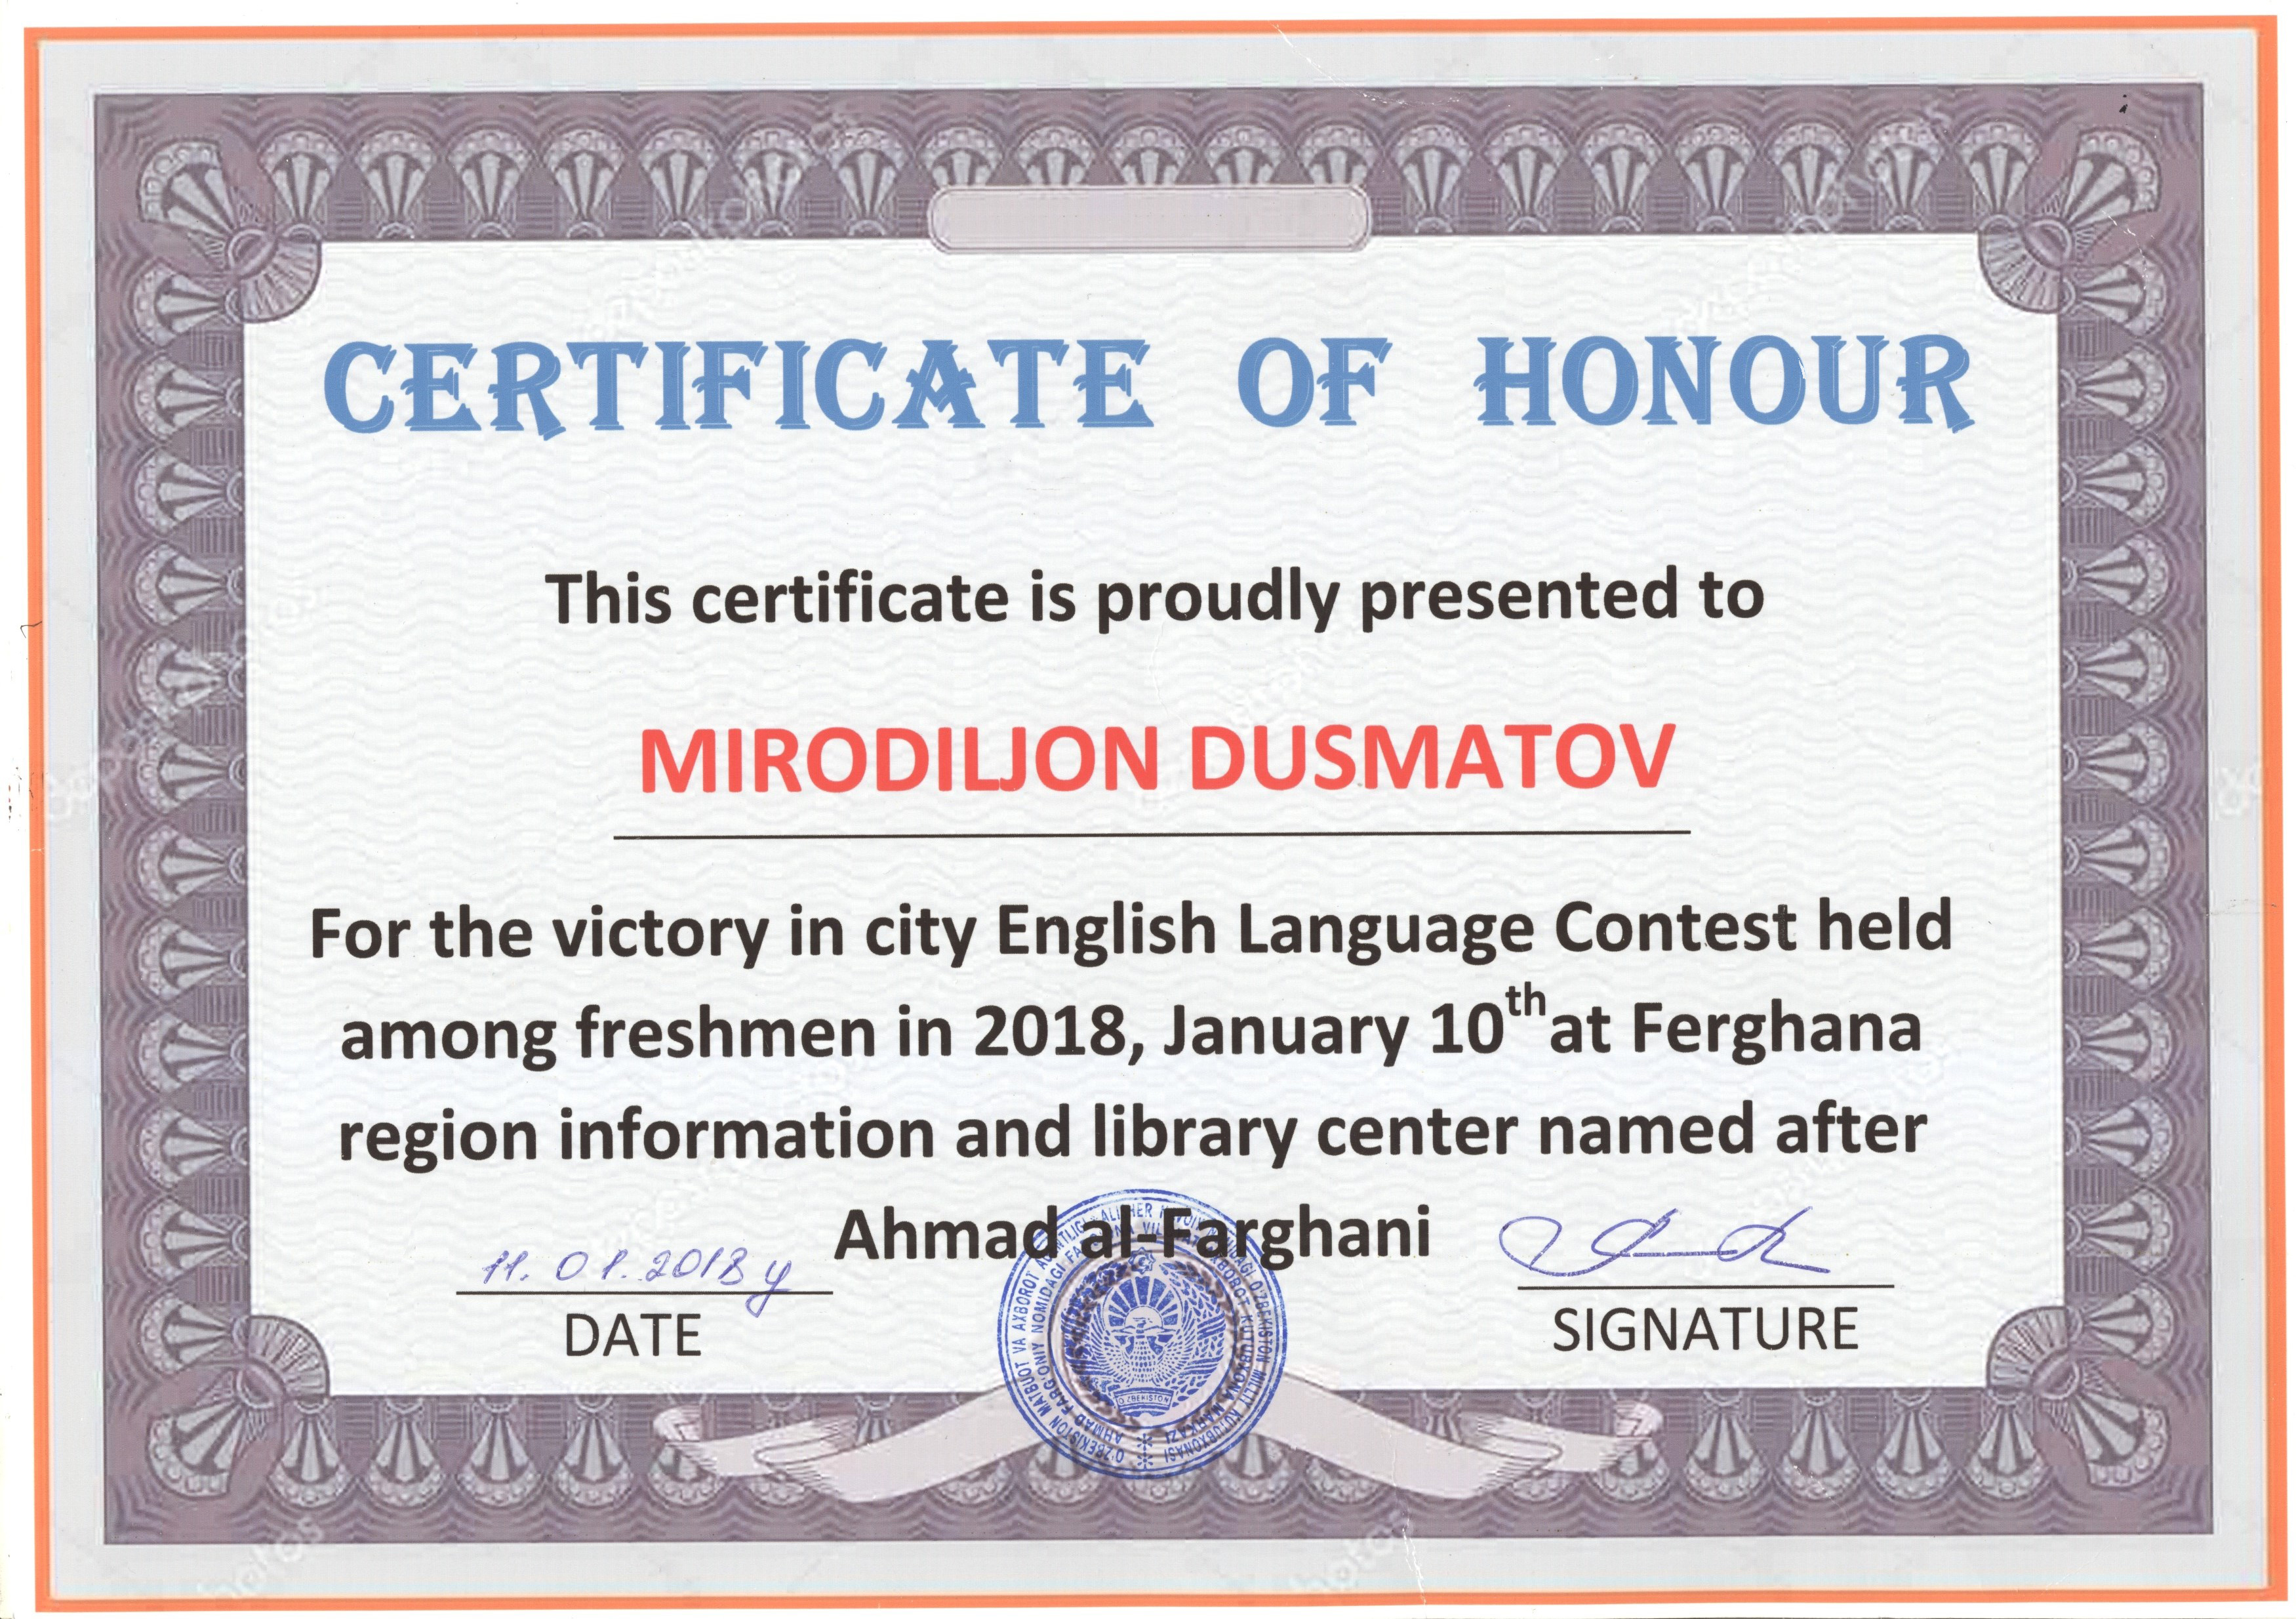 CERTIFICATE OF HONOUR
This certificate is proudly presented to
MIRODILJON DUSMATOV
For the victory in city English Language Contest held
among freshmen in 2018, January 10th at Ferghana
region information and library center named after
Ahmad al-Farghani
11.01.2018 y
DATE
SIGNATURE
O'ZBEKISTON MATBUOT VA AXBOROT AGENTLIGI ALISHER NAVOIY NOMIDAGI O'ZBEKISTON MILLIY KUTUBXONASI
AHMAD FARG'ONIY NOMIDAGI FARG'ONA VILOYAT AXBOROT KUTUBXONA MARKAZI
O'ZBEKISTON